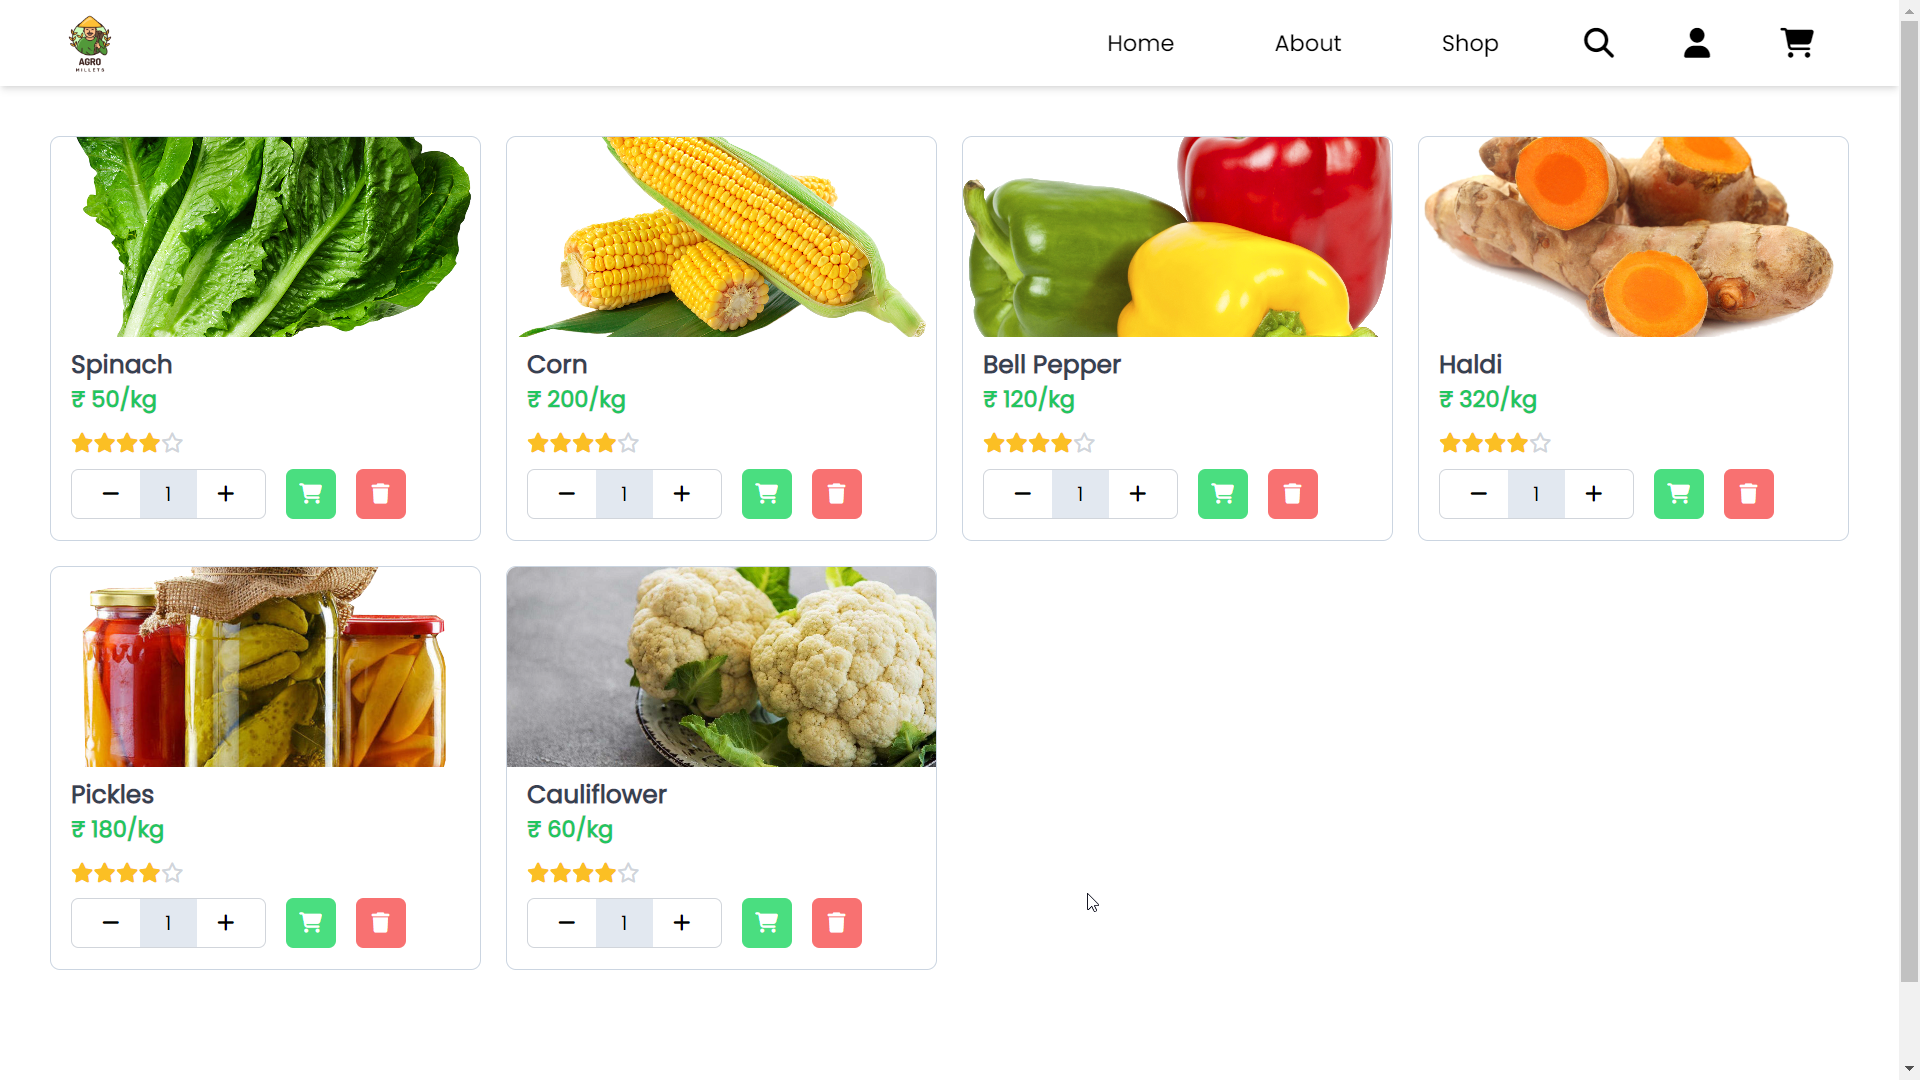 AGRO
MILLETS
Home
About
Shop
Spinach
₹ 50/kg
1
Corn
₹ 200/kg
1
Bell Pepper
₹ 120/kg
1
Haldi
₹ 320/kg
1
Pickles
₹ 180/kg
1
Cauliflower
₹ 60/kg
1